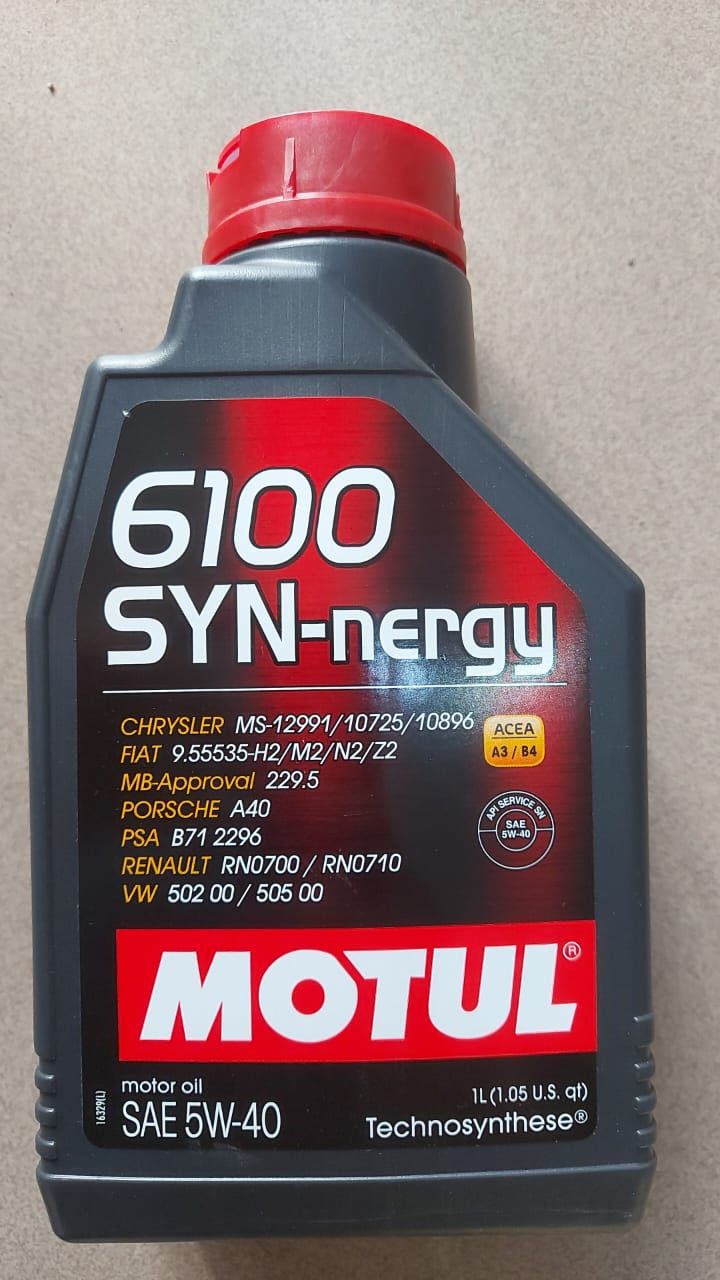 6100
SYN-nergy
CHRYSLER MS-12991/10725/10896
FIAT 9.55535-H2/M2/N2/Z2
MB-Approval 229.5
PORSCHE A40
PSA B71 2296
RENAULT RN0700 / RN0710
VW 502 00 / 505 00
ACEA
A3 / B4
API SERVICE SN
SAE
5W-40
MOTUL®
motor oil
SAE 5W-40
1L (1.05 U.S. qt)
Technosynthese®
16329(L)